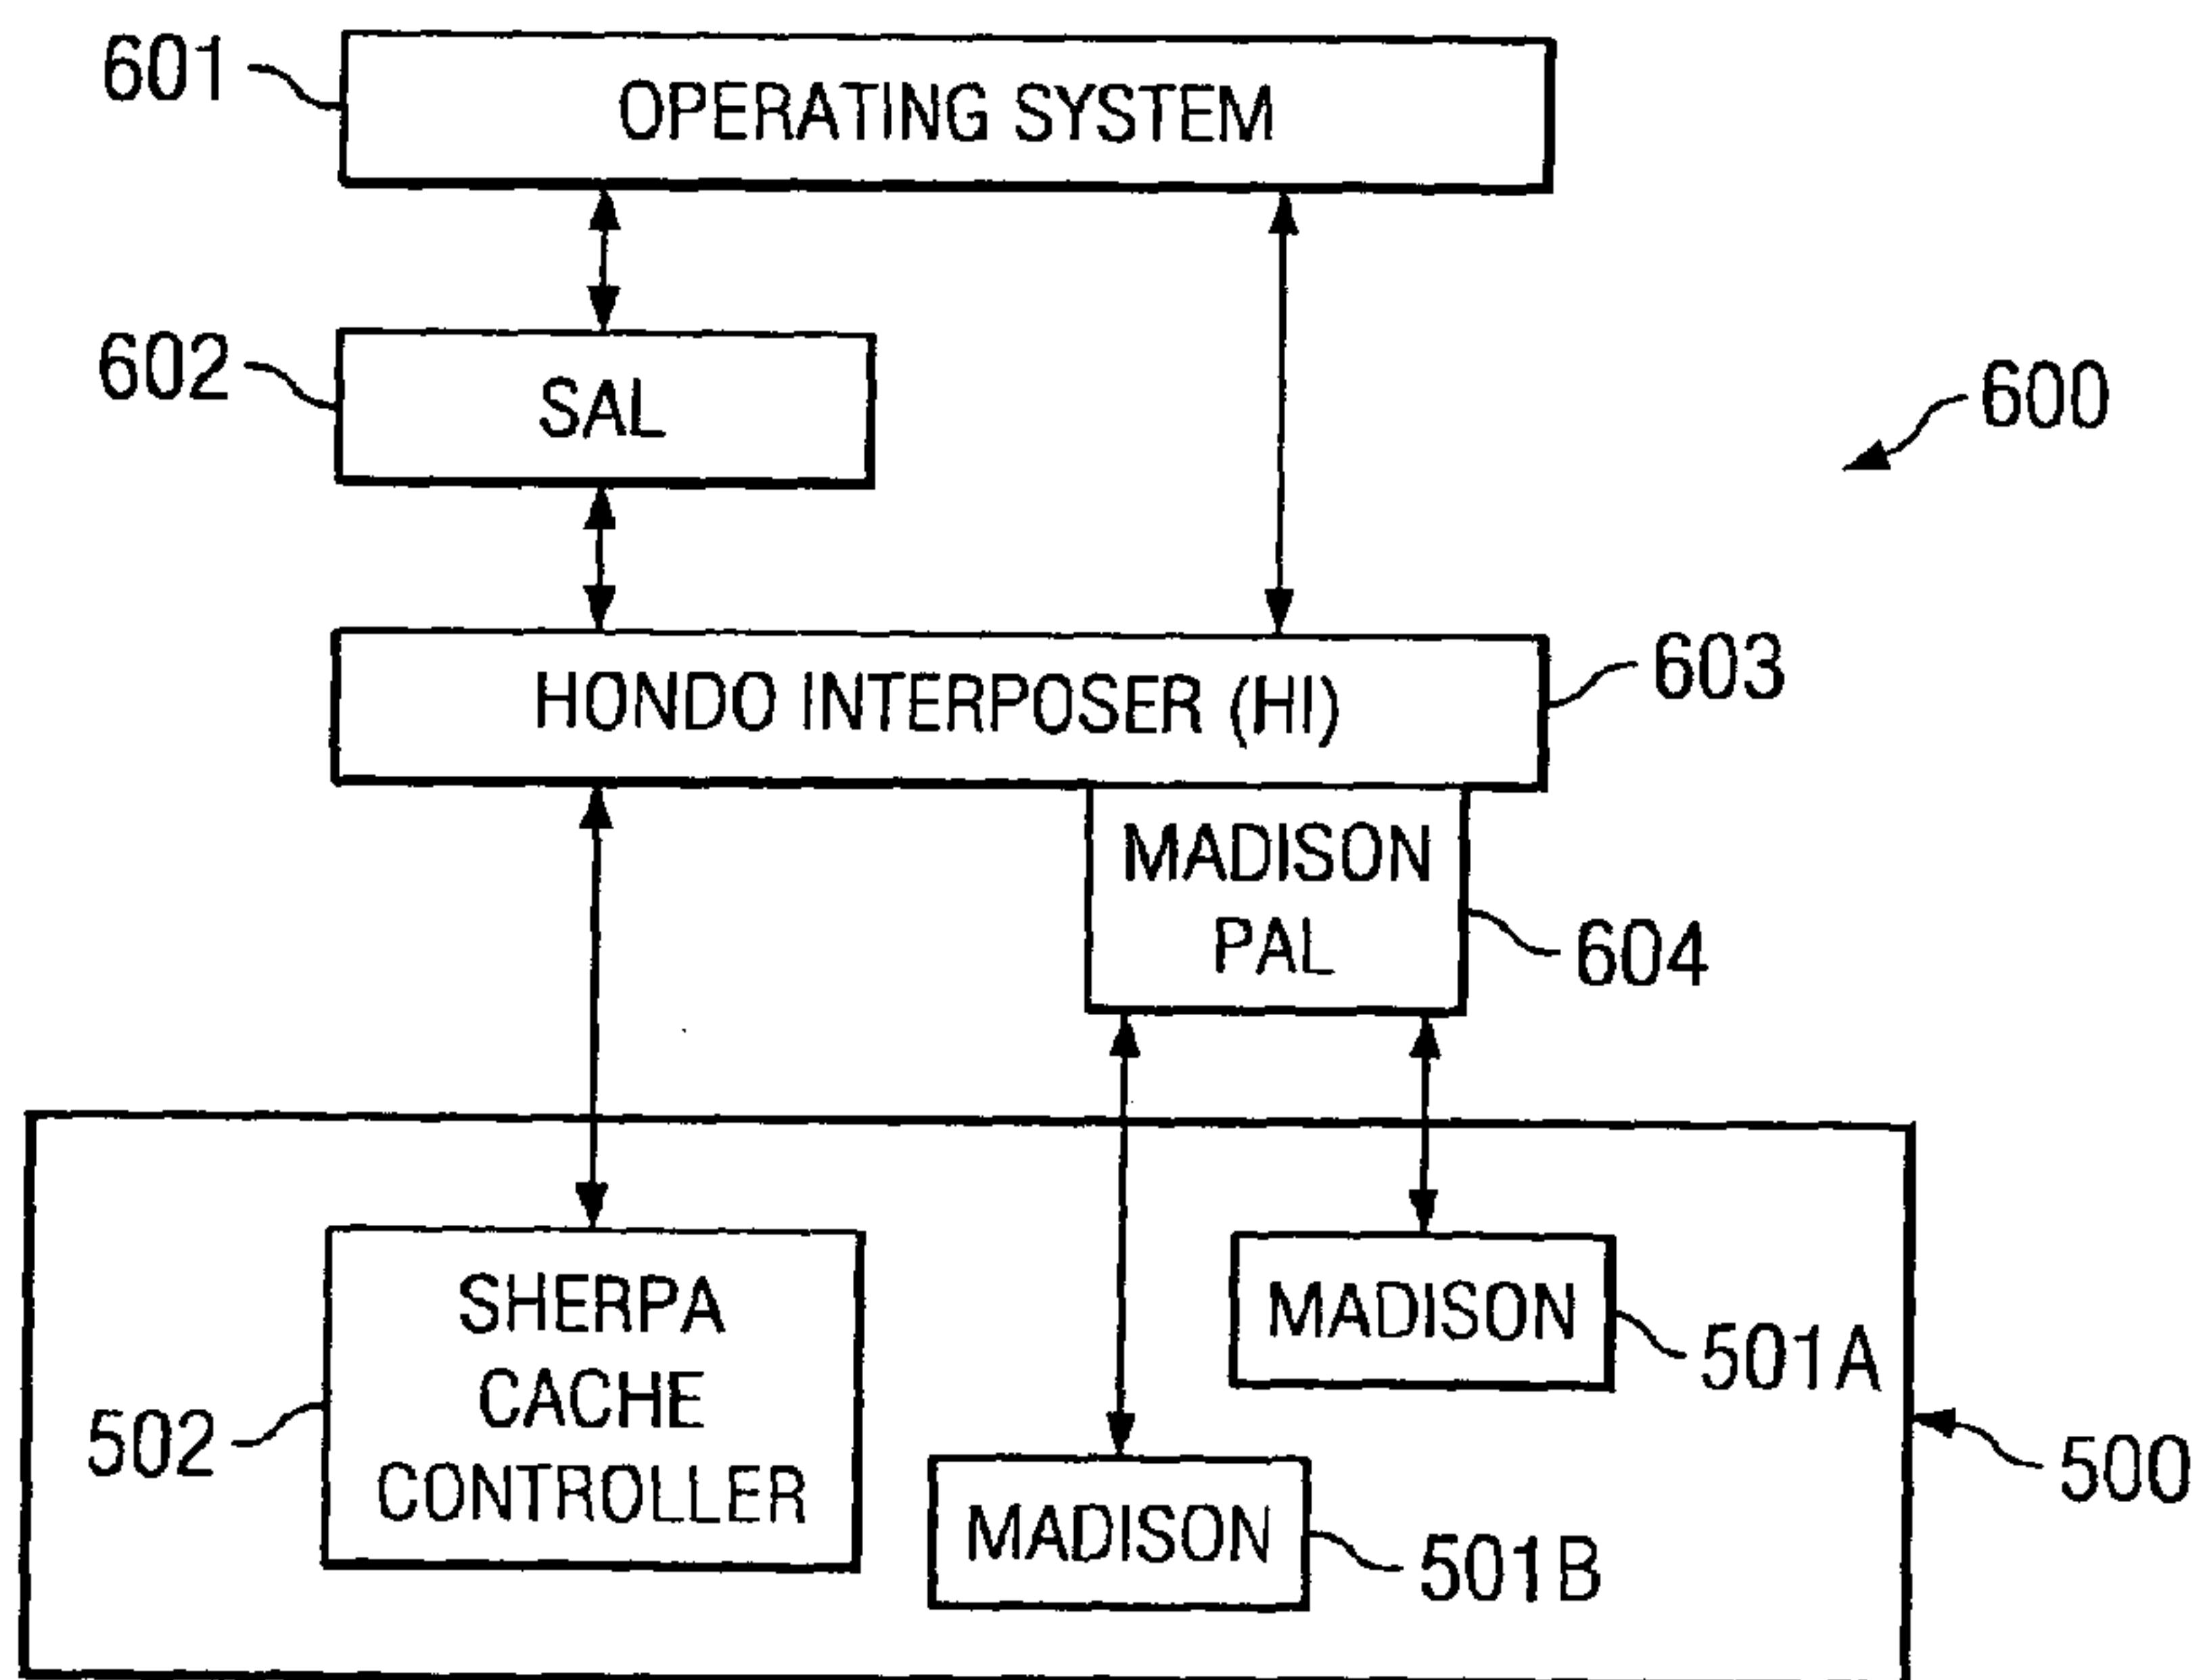 601
OPERATING SYSTEM
602
SAL
600
HONDO INTERPOSER (HI)
603
MADISON
PAL
604
SHERPA
CACHE
CONTROLLER
502
MADISON
501A
500
MADISON
501B